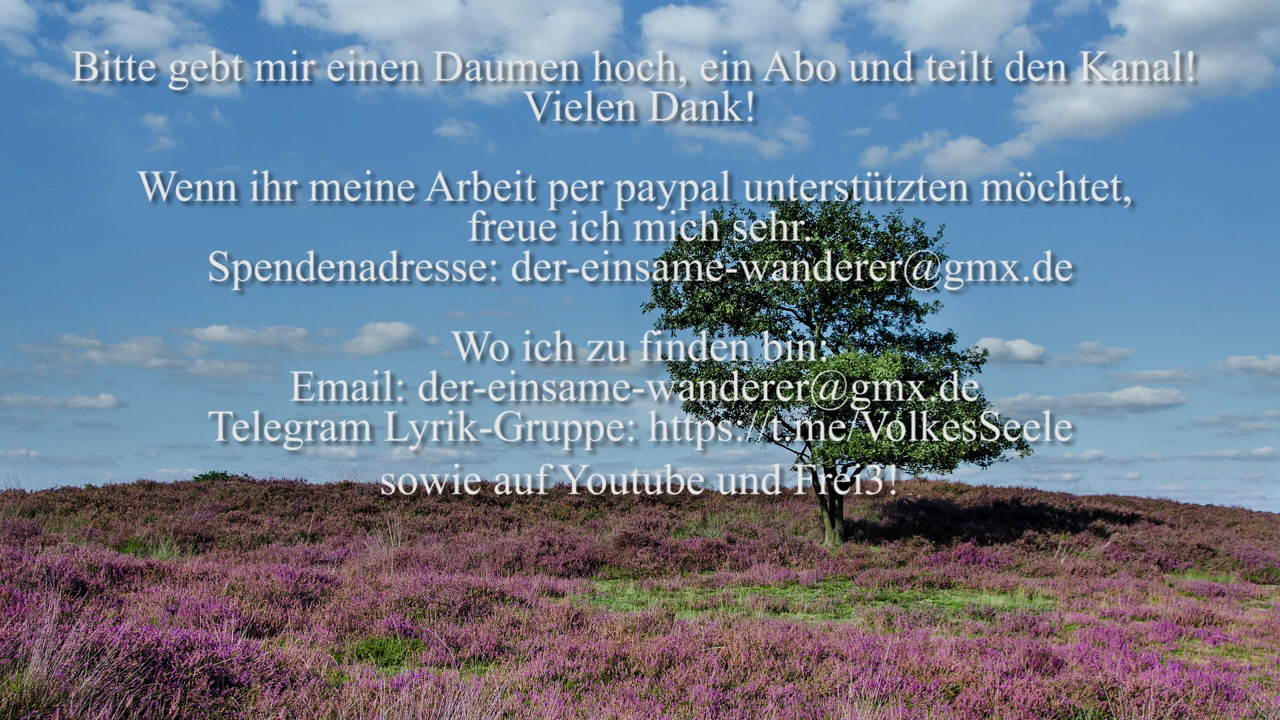 Bitte gebt mir einen Daumen hoch, ein Abo und teilt den Kanal!
Vielen Dank!
Wenn ihr meine Arbeit per paypal unterstützten möchtet,
freue ich mich sehr.
Spendenadresse: der-einsame-wanderer@gmx.de
Wo ich zu finden bin:
Email: der-einsame-wanderer@gmx.de
Telegram Lyrik-Gruppe: https://t.me/VolkesSeele
sowie auf Youtube und Frei3!